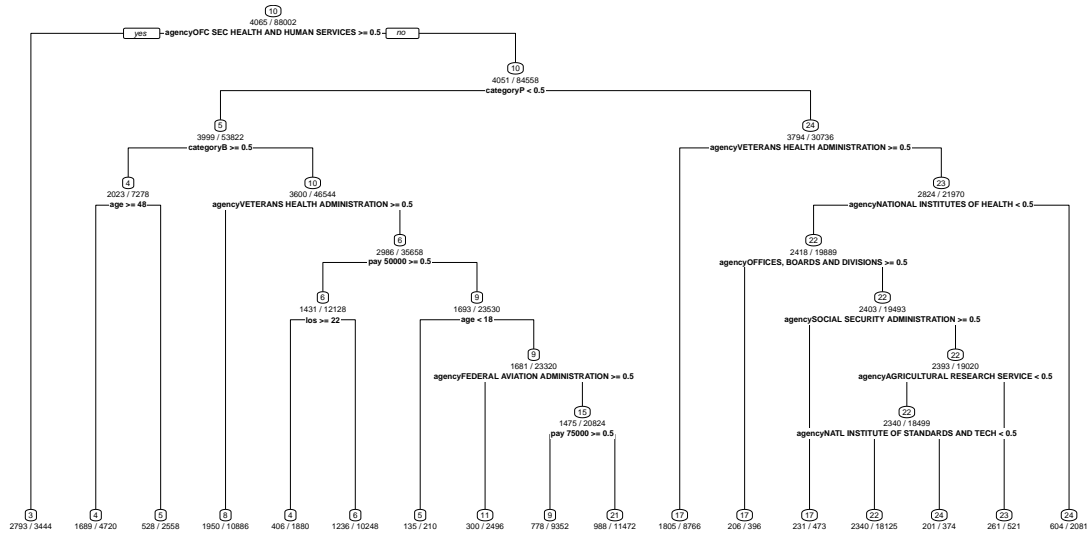 10
4065 / 88002
yes agencyOFC SEC HEALTH AND HUMAN SERVICES >= 0.5 no
10
4051 / 84558
categoryP < 0.5
5 24
3999 / 53822 3794 / 30736
categoryB >= 0.5 agencyVETERANS HEALTH ADMINISTRATION >= 0.5
4 10 23
2023 / 7278 3600 / 46544 2824 / 21970
age >= 48 agencyVETERANS HEALTH ADMINISTRATION >= 0.5 agencyNATIONAL INSTITUTES OF HEALTH < 0.5
6 22
2986 / 35658 2418 / 19889
pay 50000 >= 0.5 agencyOFFICES, BOARDS AND DIVISIONS >= 0.5
6 9 22
1431 / 12128 1693 / 23530 2403 / 19493
los >= 22 age < 18 agencySOCIAL SECURITY ADMINISTRATION >= 0.5
9 22
1681 / 23320 2393 / 19020
agencyFEDERAL AVIATION ADMINISTRATION >= 0.5 agencyAGRICULTURAL RESEARCH SERVICE < 0.5
15 22
1475 / 20824 2340 / 18499
pay 75000 >= 0.5 agencyNATL INSTITUTE OF STANDARDS AND TECH < 0.5
3 4 5 8 4 6 5 11 9 21 17 17 17 22 24 23 24
2793 / 3444 1689 / 4720 528 / 2558 1950 / 10886 406 / 1880 1236 / 10248 135 / 210 300 / 2496 778 / 9352 988 / 11472 1805 / 8766 206 / 396 231 / 473 2340 / 18125 201 / 374 261 / 521 604 / 2081